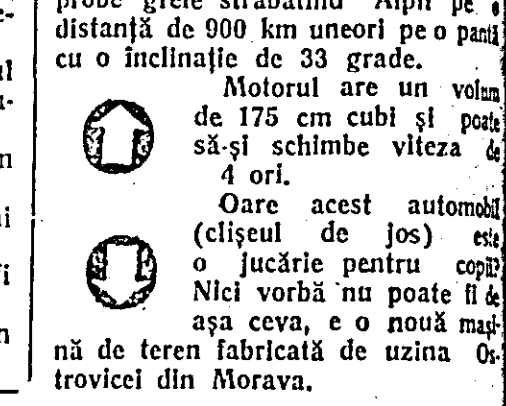 probe grele străbătînd Alpii pe o
distanță de 900 km uneori pe o pantă
cu o înclinație de 33 grade.
Motorul are un volum
de 175 cm cubi și poate
să-și schimbe viteza de
4 ori.
Oare acest automobil
(clișeul de jos) este
o jucărie pentru copii?
Nici vorbă nu poate fi de
așa ceva, e o nouă mași-
nă de teren fabricată de uzina Os-
trovicei din Morava.